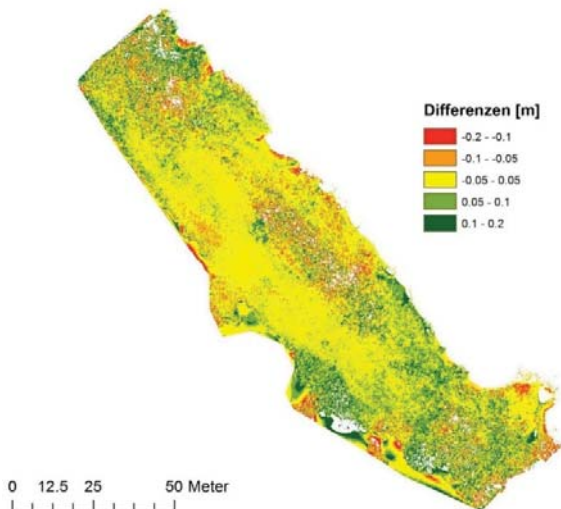 Differenzen [m]
-0.2 - -0.1
-0.1 - -0.05
-0.05 - 0.05
0.05 - 0.1
0.1 - 0.2
0 12.5 25 50 Meter